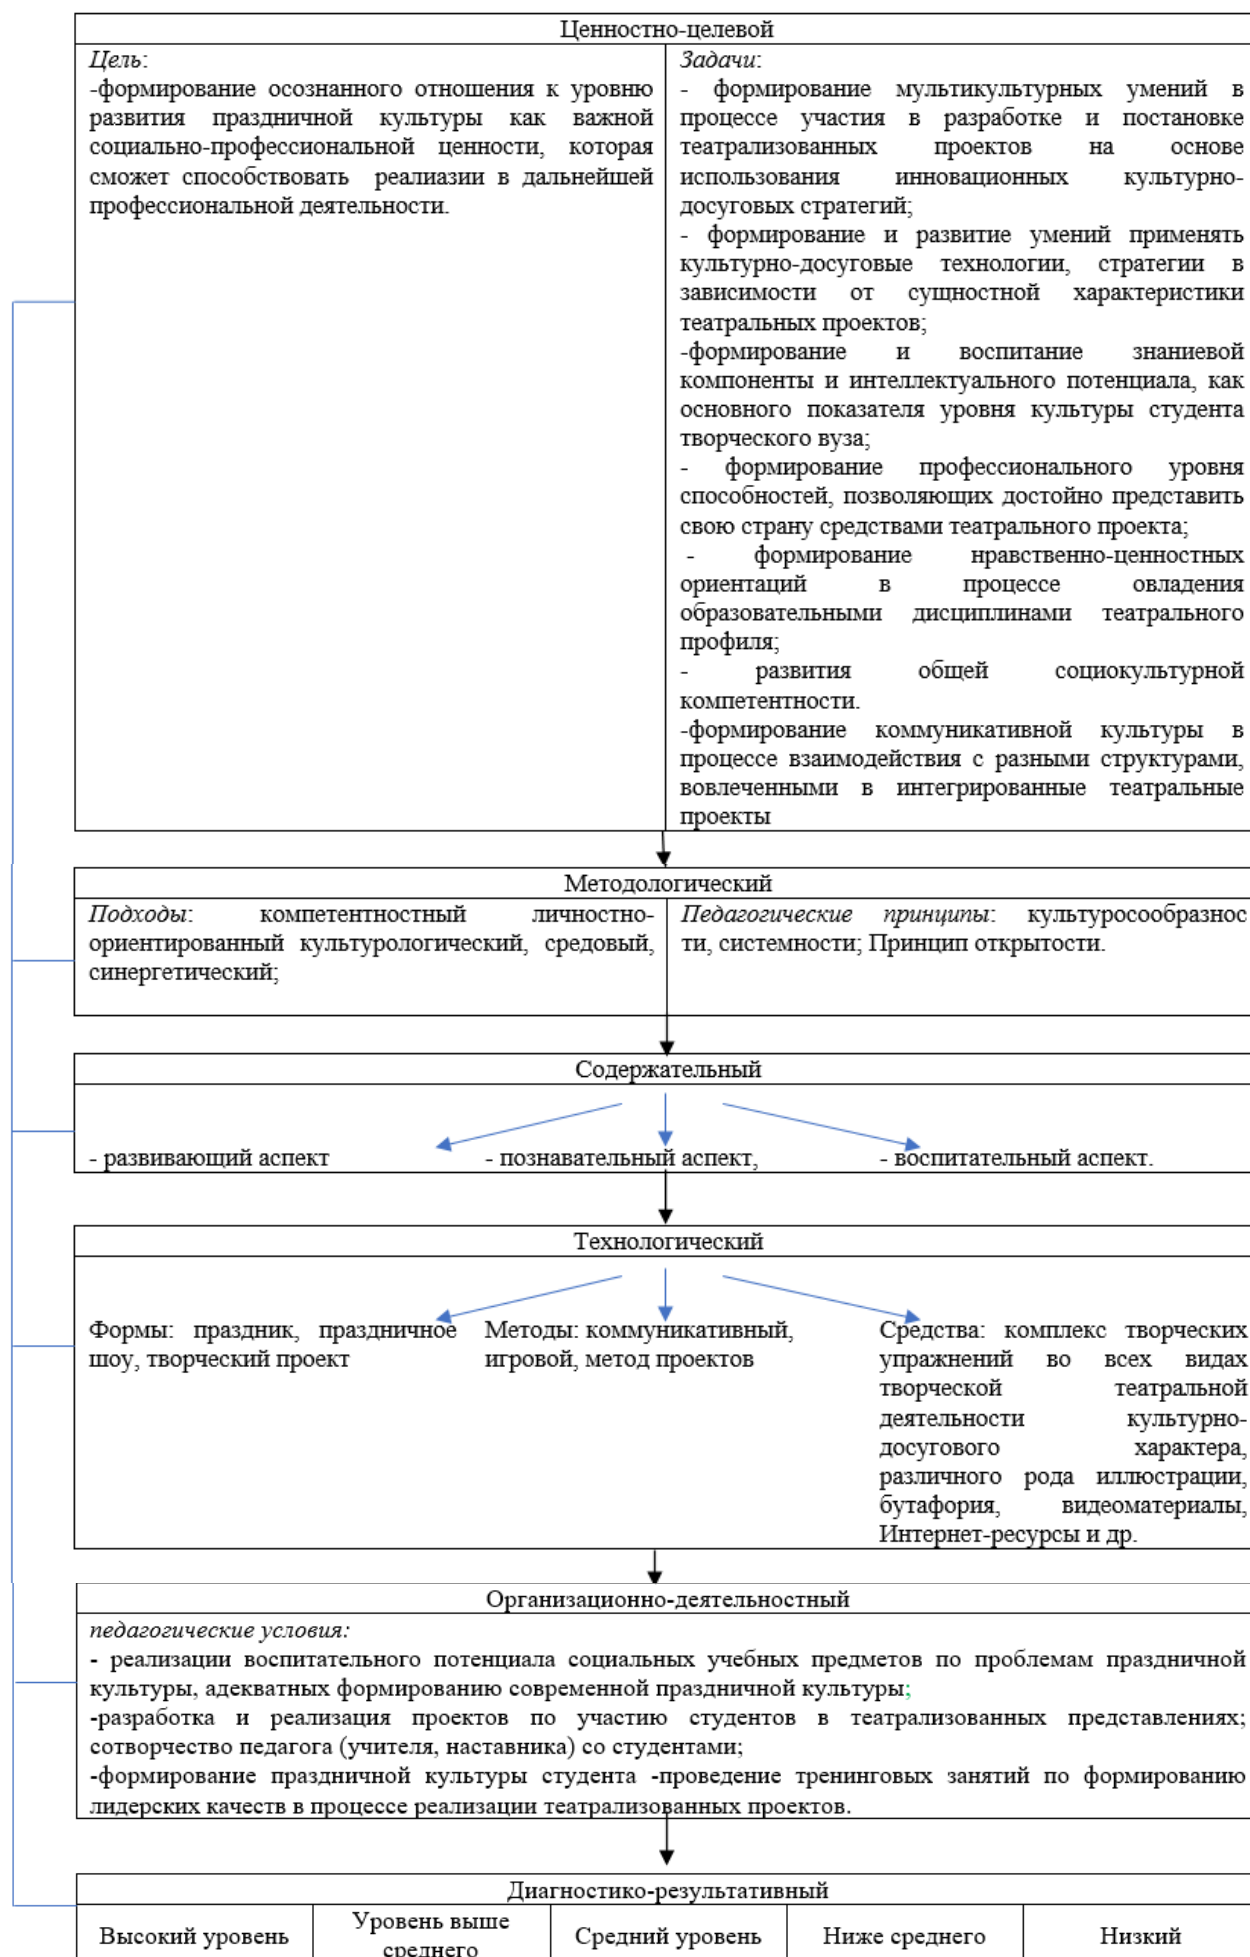 Ценностно-целевой
Цель:
-формирование осознанного отношения к уровню
развития праздничной культуры как важной
социально-профессиональной ценности, которая
сможет способствовать реалиазии в дальнейшей
профессиональной деятельности.
Задачи:
- формирование мультикультурных умений в
процессе участия в разработке и постановке
театрализованных проектов на основе
использования инновационных культурно-
досуговых стратегий;
- формирование и развитие умений применять
культурно-досуговые технологии, стратегии в
зависимости от сущностной характеристики
театральных проектов;
-формирование и воспитание знаниевой
компоненты и интеллектуального потенциала, как
основного показателя уровня культуры студента
творческого вуза;
- формирование профессионального уровня
способностей, позволяющих достойно представить
свою страну средствами театрального проекта;
- формирование нравственно-ценностных
ориентаций в процессе овладения
образовательными дисциплинами театрального
профиля;
- развития общей социокультурной
компетентности.
-формирование коммуникативной культуры в
процессе взаимодействия с разными структурами,
вовлеченными в интегрированные театральные
проекты
Методологический
Подходы: компетентностный личностно-
ориентированный культурологический, средовый,
синергетический;
Педагогические принципы: культуросообразнос
ти, системности; Принцип открытости.
Содержательный
- развивающий аспект
- познавательный аспект,
- воспитательный аспект.
Технологический
Формы: праздник, праздничное
шоу, творческий проект
Методы: коммуникативный,
игровой, метод проектов
Средства: комплекс творческих
упражнений во всех видах
творческой театральной
деятельности культурно-
досугового характера,
различного рода иллюстрации,
бутафория, видеоматериалы,
Интернет-ресурсы и др.
Организационно-деятельностный
педагогические условия:
- реализации воспитательного потенциала социальных учебных предметов по проблемам праздничной
культуры, адекватных формированию современной праздничной культуры;
-разработка и реализация проектов по участию студентов в театрализованных представлениях;
сотворчество педагога (учителя, наставника) со студентами;
-формирование праздничной культуры студента -проведение тренинговых занятий по формированию
лидерских качеств в процессе реализации театрализованных проектов.
Диагностико-результативный
Высокий уровень
Уровень выше
среднего
Средний уровень
Ниже среднего
Низкий